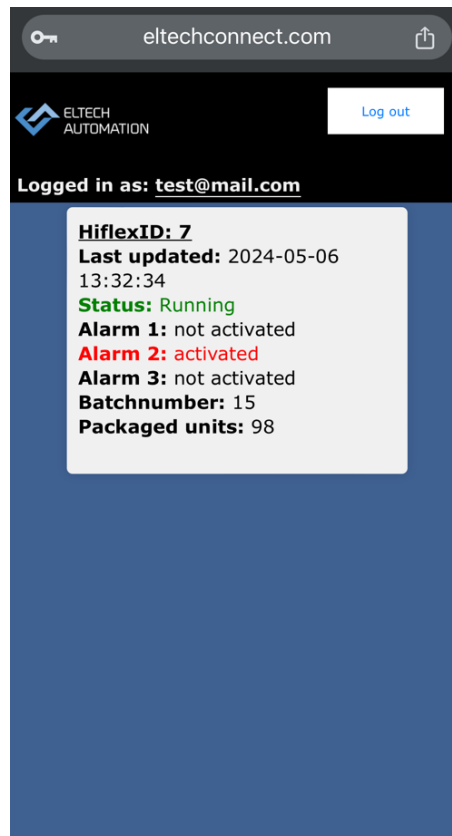 eltechconnect.com
ELTECH
AUTOMATION
Log out
Logged in as: test@mail.com
HiflexID: 7
Last updated: 2024-05-06
13:32:34
Status: Running
Alarm 1: not activated
Alarm 2: activated
Alarm 3: not activated
Batchnumber: 15
Packaged units: 98